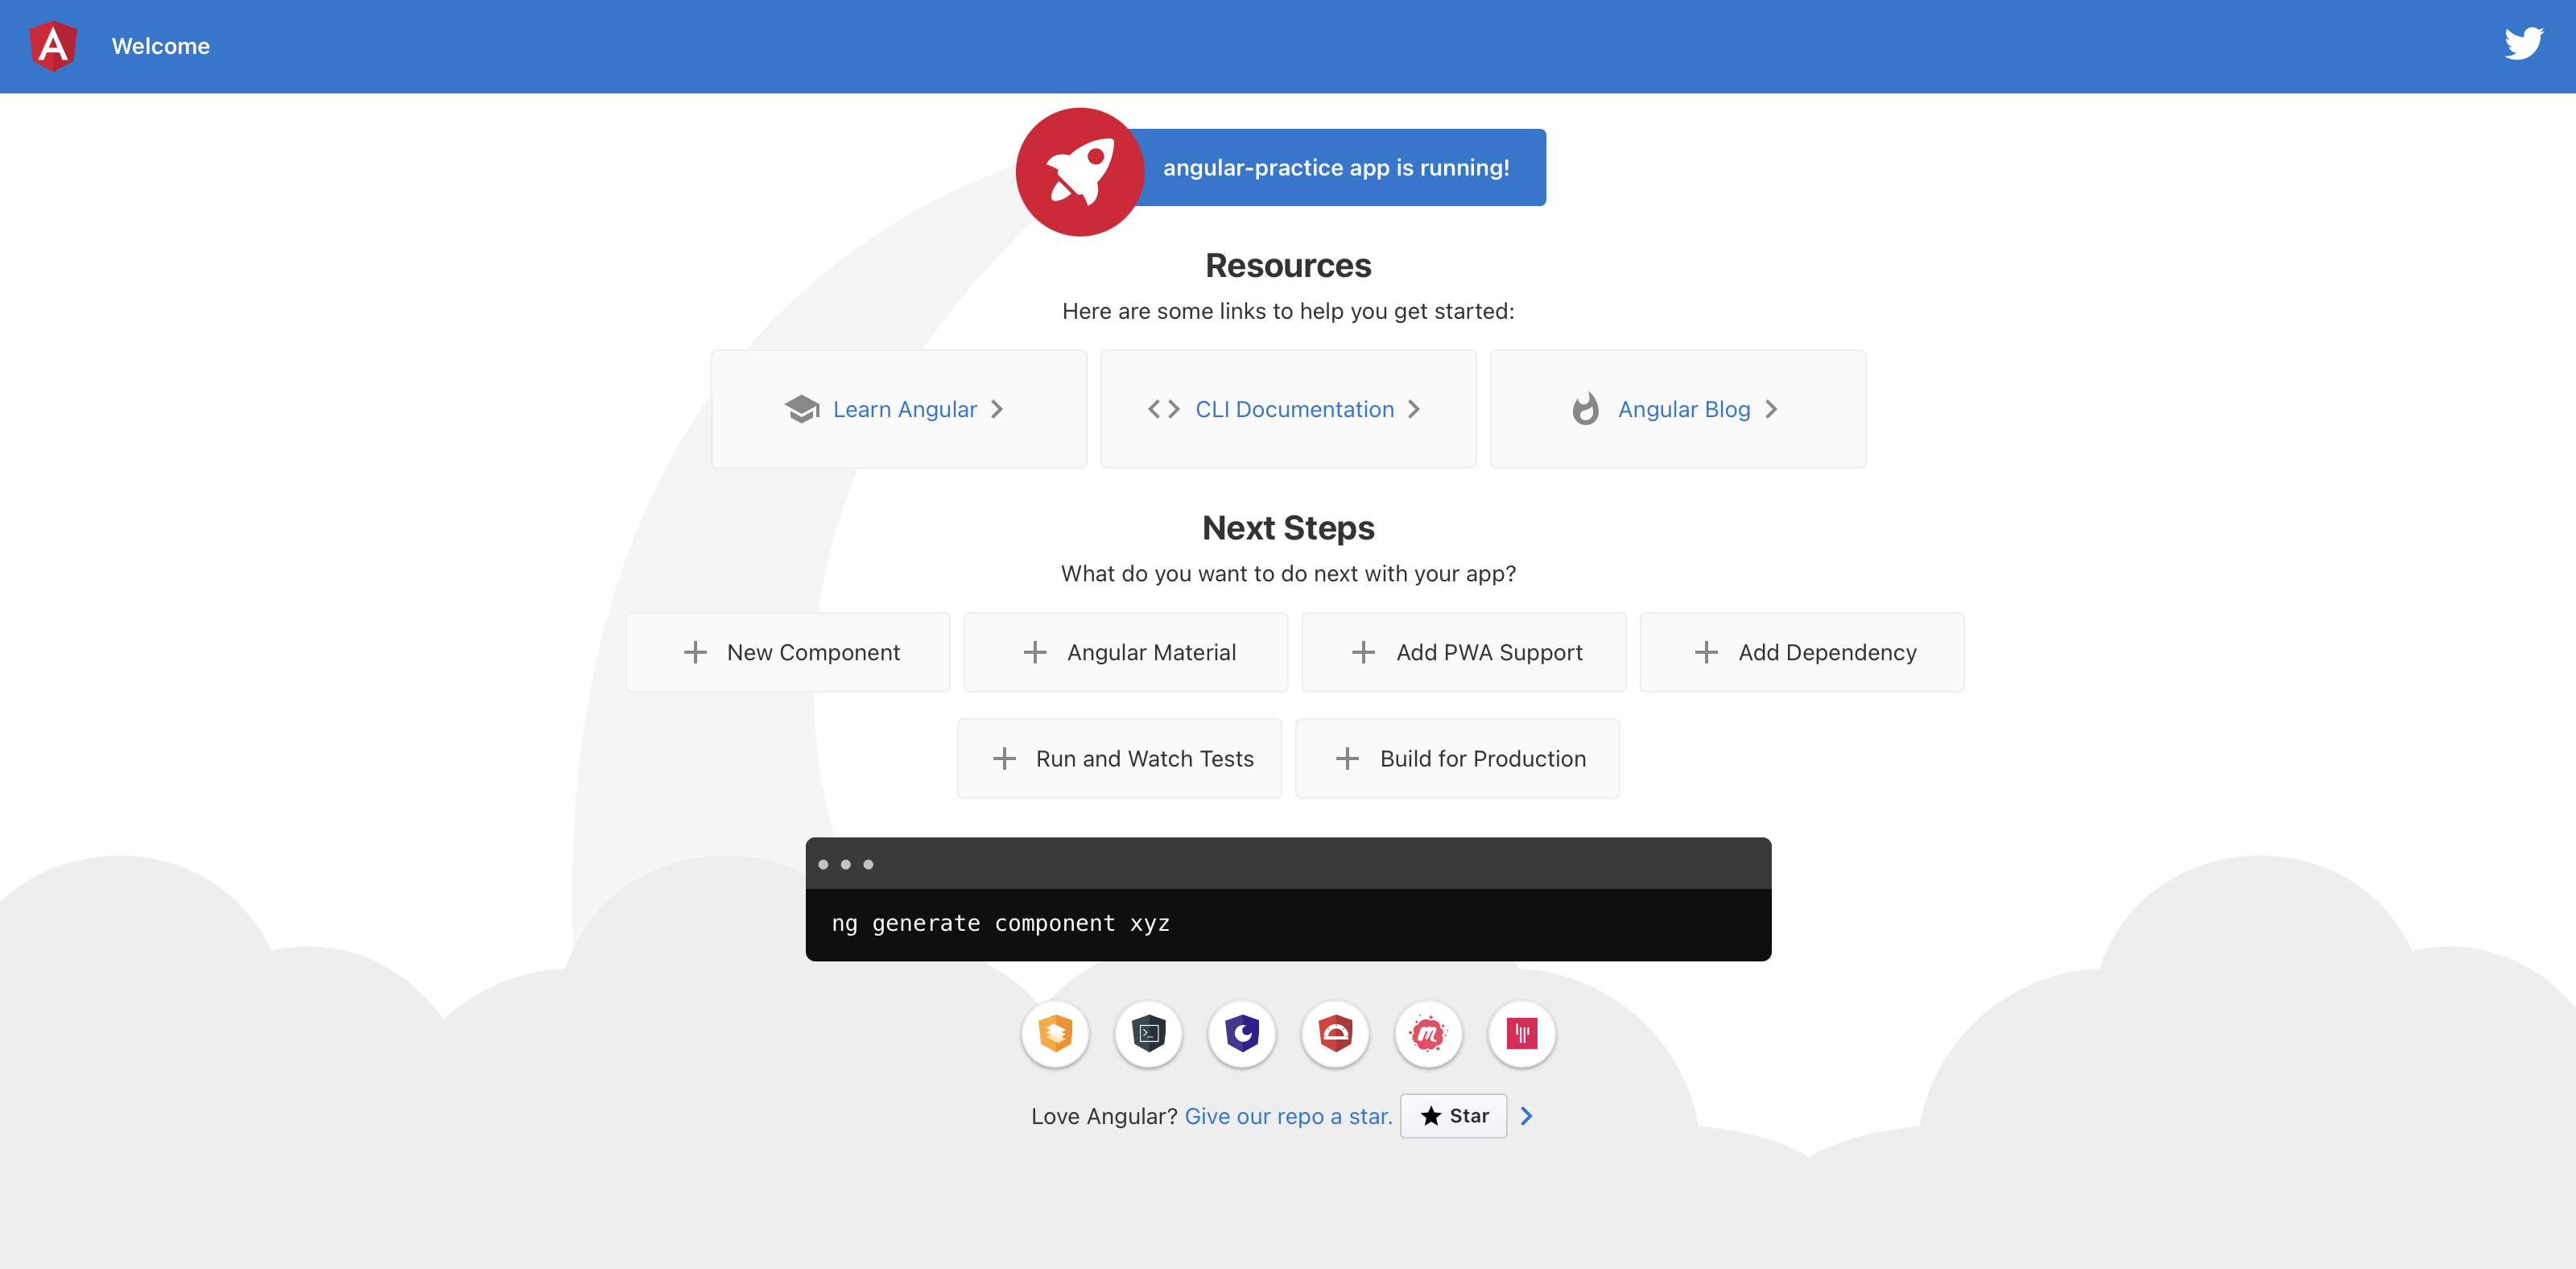 Welcome
angular-practice app is running!
Resources
Here are some links to help you get started:
Learn Angular
CLI Documentation
Angular Blog
Next Steps
What do you want to do next with your app?
New Component
Angular Material
Add PWA Support
Add Dependency
Run and Watch Tests
Build for Production
ng generate component xyz
Love Angular? Give our repo a star. Star